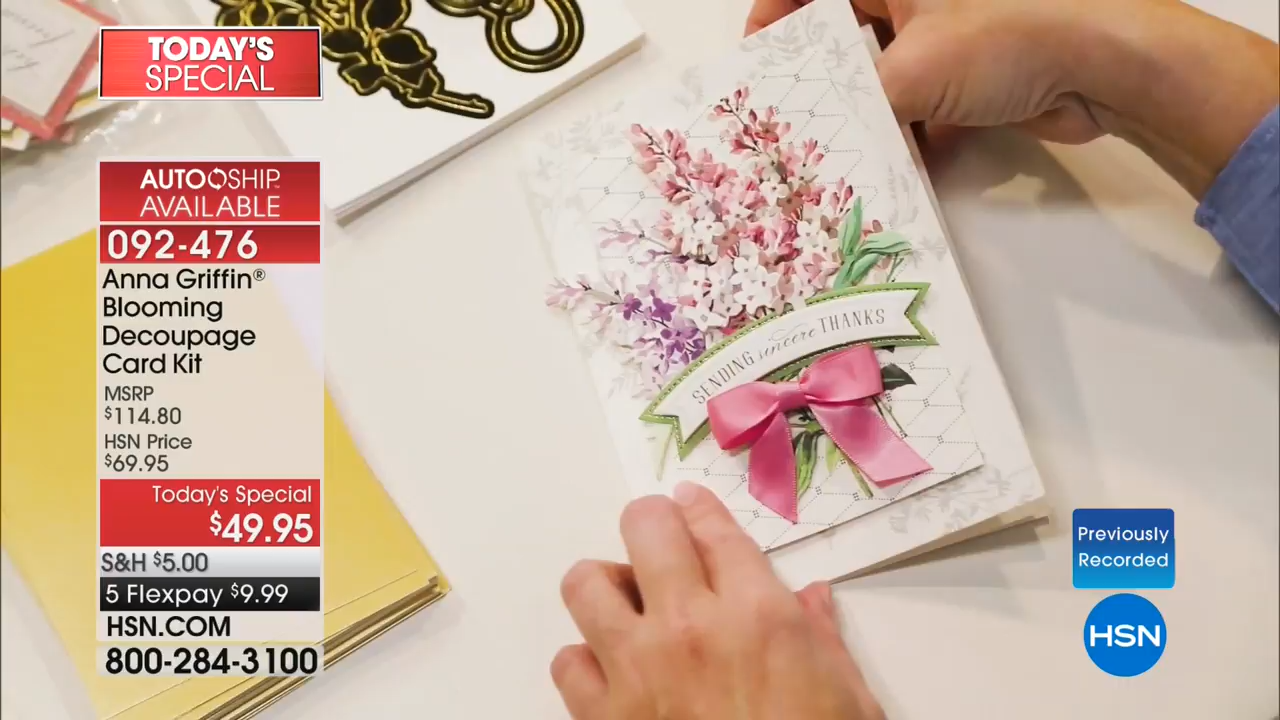 TODAY'S
SPECIAL
AUTOSHIP™
AVAILABLE
092-476
Anna Griffin®
Blooming
Decoupage
Card Kit
MSRP
$114.80
HSN Price
$69.95
Today's Special
$49.95
S&H $5.00
5 Flexpay $9.99
HSN.COM
800-284-3100
SENDING sincere THANKS
Previously
Recorded
HSN